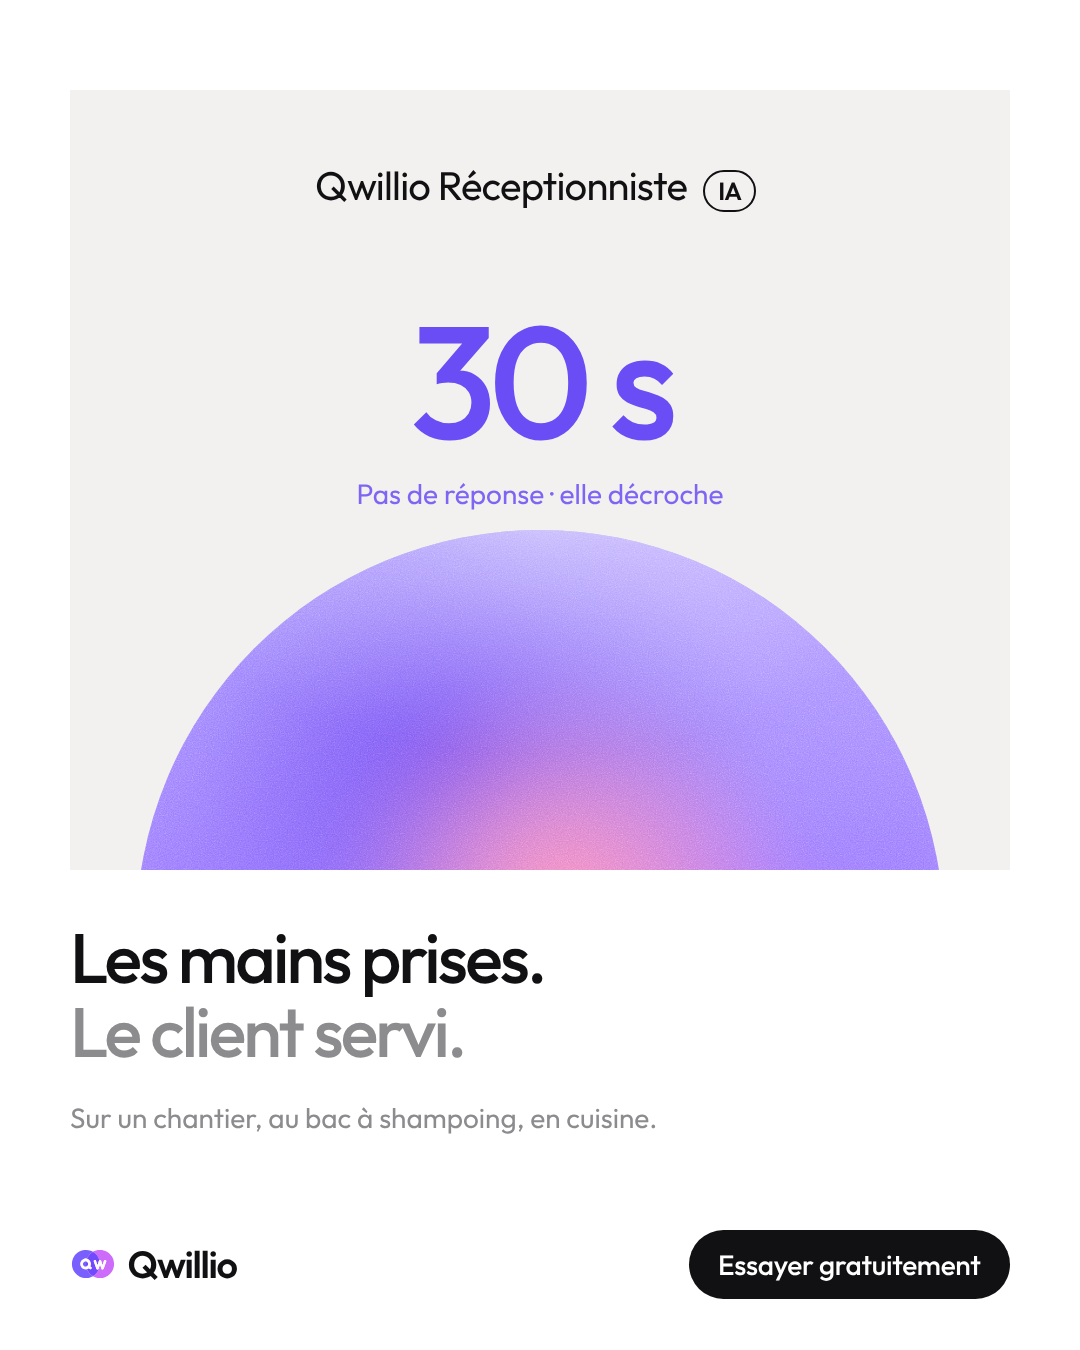 Qwillio Réceptionniste IA
30 s
Pas de réponse · elle décroche
Les mains prises.
Le client servi.
Sur un chantier, au bac à shampoing, en cuisine.
QW Qwillio
Essayer gratuitement